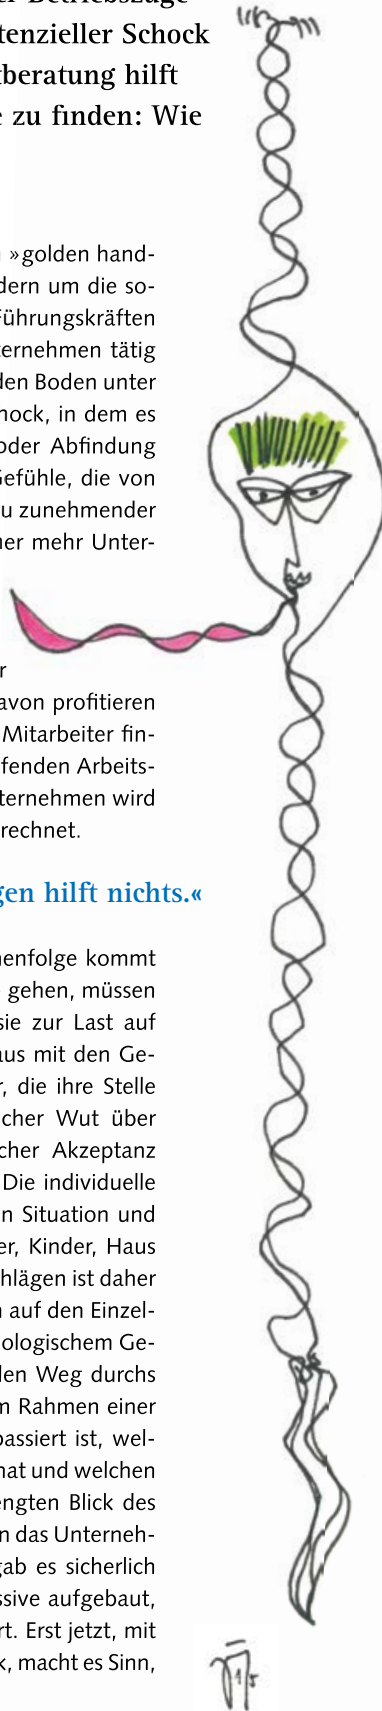 tenzieller Schock
beratung hilft
zu finden: Wie
»golden hand-
dern um die so-
Führungskräften
ernehmen tätig
den Boden unter
hock, in dem es
oder Abfindung
Gefühle, die von
zu zunehmender
ner mehr Unter-
r
avon profitieren
Mitarbeiter fin-
fenden Arbeits-
ternehmen wird
rechnet.
gen hilft nichts.«
nenfolge kommt
gehen, müssen
sie zur Last auf
aus mit den Ge-
r, die ihre Stelle
cher Wut über
cher Akzeptanz
Die individuelle
n Situation und
er, Kinder, Haus
hlägen ist daher
n auf den Einzel-
ologischem Ge-
den Weg durchs
m Rahmen einer
passiert ist, wel-
hat und welchen
engten Blick des
n das Unterneh-
gab es sicherlich
ssive aufgebaut,
rt. Erst jetzt, mit
k, macht es Sinn,